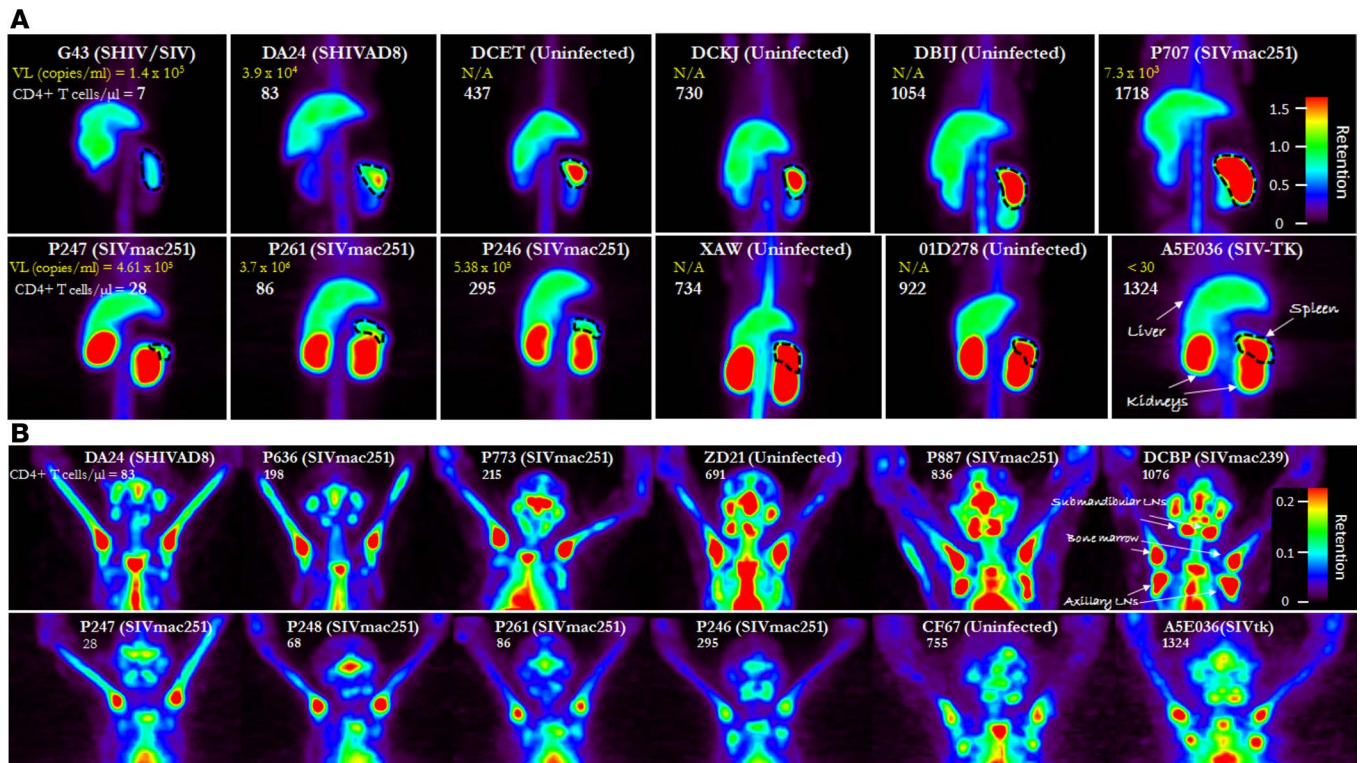 A
G43 (SHIV/SIV)
VL (copies/ml) = 1.4 x 10⁵
CD4+ T cells/µl = 7
DA24 (SHIVAD8)
3.9 x 10⁴
83
DCET (Uninfected)
N/A
437
DCKJ (Uninfected)
N/A
730
DBIJ (Uninfected)
N/A
1054
P707 (SIVmac251)
7.3 x 10³
1718
1.5
1.0
0.5
0
Retention
P247 (SIVmac251)
VL (copies/ml) = 4.61 x 10⁵
CD4+ T cells/µl = 28
P261 (SIVmac251)
3.7 x 10⁶
86
P246 (SIVmac251)
5.38 x 10⁵
295
XAW (Uninfected)
N/A
734
01D278 (Uninfected)
N/A
922
A5E036 (SIV-TK)
< 30
1324
Liver
Spleen
Kidneys
B
DA24 (SHIVAD8)
CD4+ T cells/µl = 83
P636 (SIVmac251)
198
P773 (SIVmac251)
215
ZD21 (Uninfected)
691
P887 (SIVmac251)
836
DCBP (SIVmac239)
1076
Submandibular LNs
Bone marrow
Axillary LNs
0.2
0.1
0
Retention
P247 (SIVmac251)
28
P248 (SIVmac251)
68
P261 (SIVmac251)
86
P246 (SIVmac251)
295
CF67 (Uninfected)
755
A5E036(SIVtk)
1324